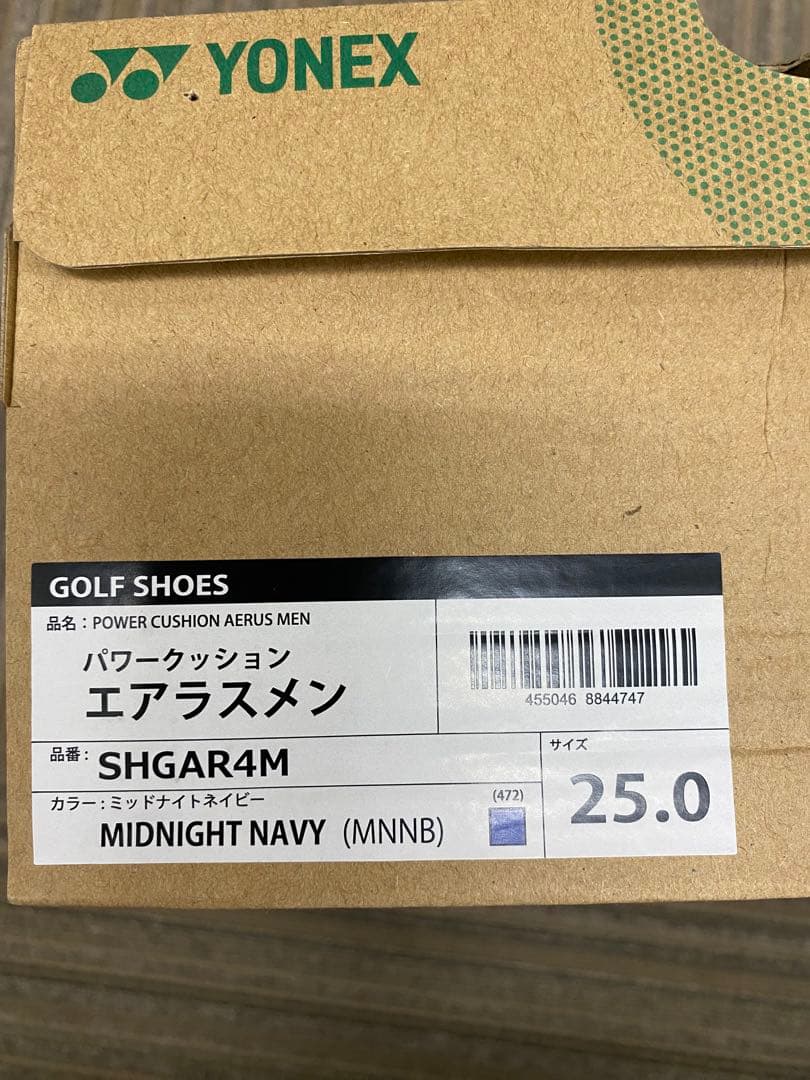 YONEX
GOLF SHOES
品名：POWER CUSHION AERUS MEN
パワークッション
エアラスメン
455046 8844747
品番：SHGAR4M
サイズ
25.0
カラー：ミッドナイトネイビー
(472)
MIDNIGHT NAVY (MNNB)